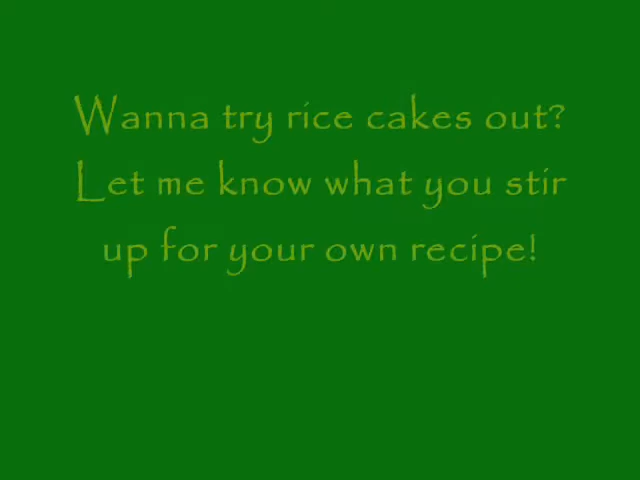 Wanna try rice cakes out?
Let me know what you stir
up for your own recipe!